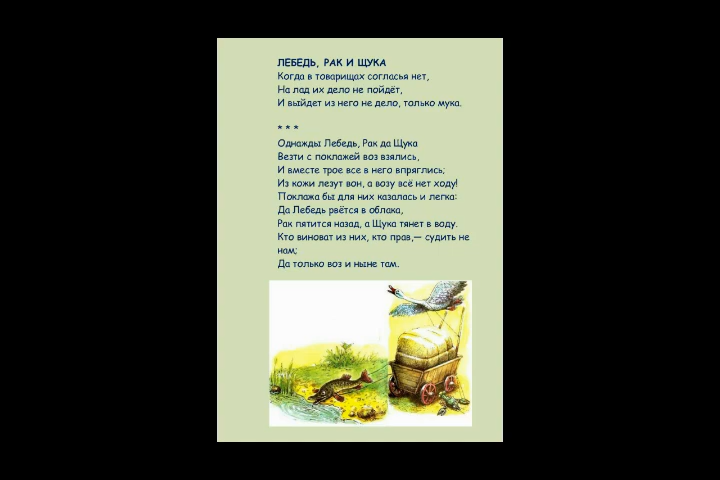 ЛЕБЕДЬ, РАК И ЩУКА
Когда в товарищах согласья нет,
На лад их дело не пойдёт,
И выйдет из него не дело, только мука.
* * *
Однажды Лебедь, Рак да Щука
Везти с поклажей воз взялись,
И вместе трое все в него впряглись;
Из кожи лезут вон, а возу всё нет ходу!
Поклажа бы для них казалась и легка:
Да Лебедь рвётся в облака,
Рак пятится назад, а Щука тянет в воду.
Кто виноват из них, кто прав,— судить не
нам;
Да только воз и ныне там.